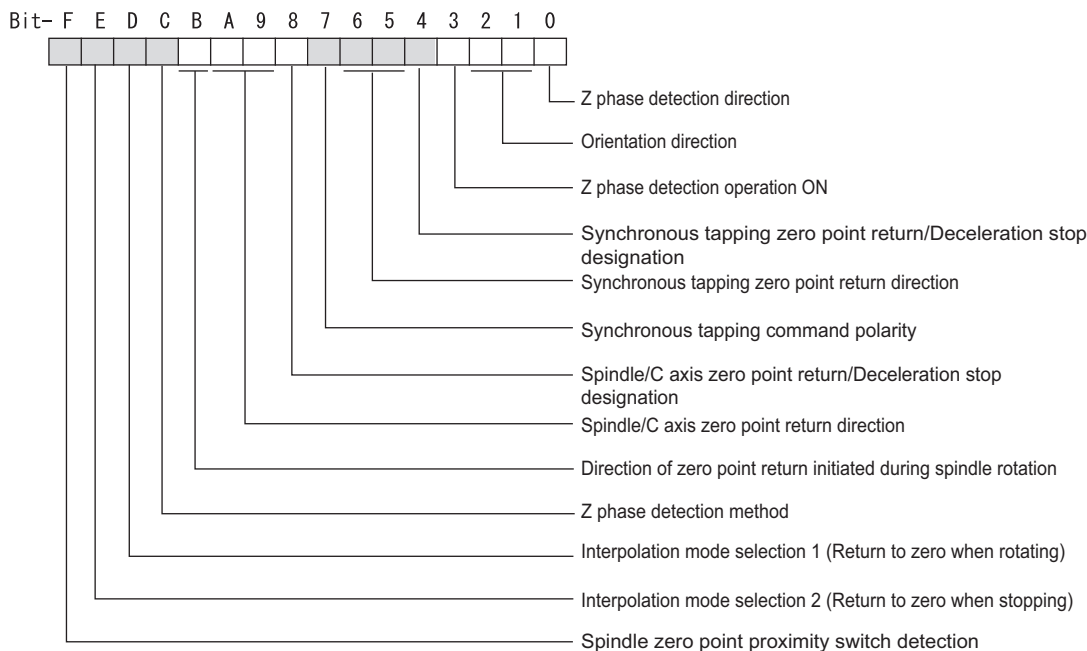 Bit- F E D C B A 9 8 7 6 5 4 3 2 1 0
Z phase detection direction
Orientation direction
Z phase detection operation ON
Synchronous tapping zero point return/Deceleration stop
designation
Synchronous tapping zero point return direction
Synchronous tapping command polarity
Spindle/C axis zero point return/Deceleration stop
designation
Spindle/C axis zero point return direction
Direction of zero point return initiated during spindle rotation
Z phase detection method
Interpolation mode selection 1 (Return to zero when rotating)
Interpolation mode selection 2 (Return to zero when stopping)
Spindle zero point proximity switch detection